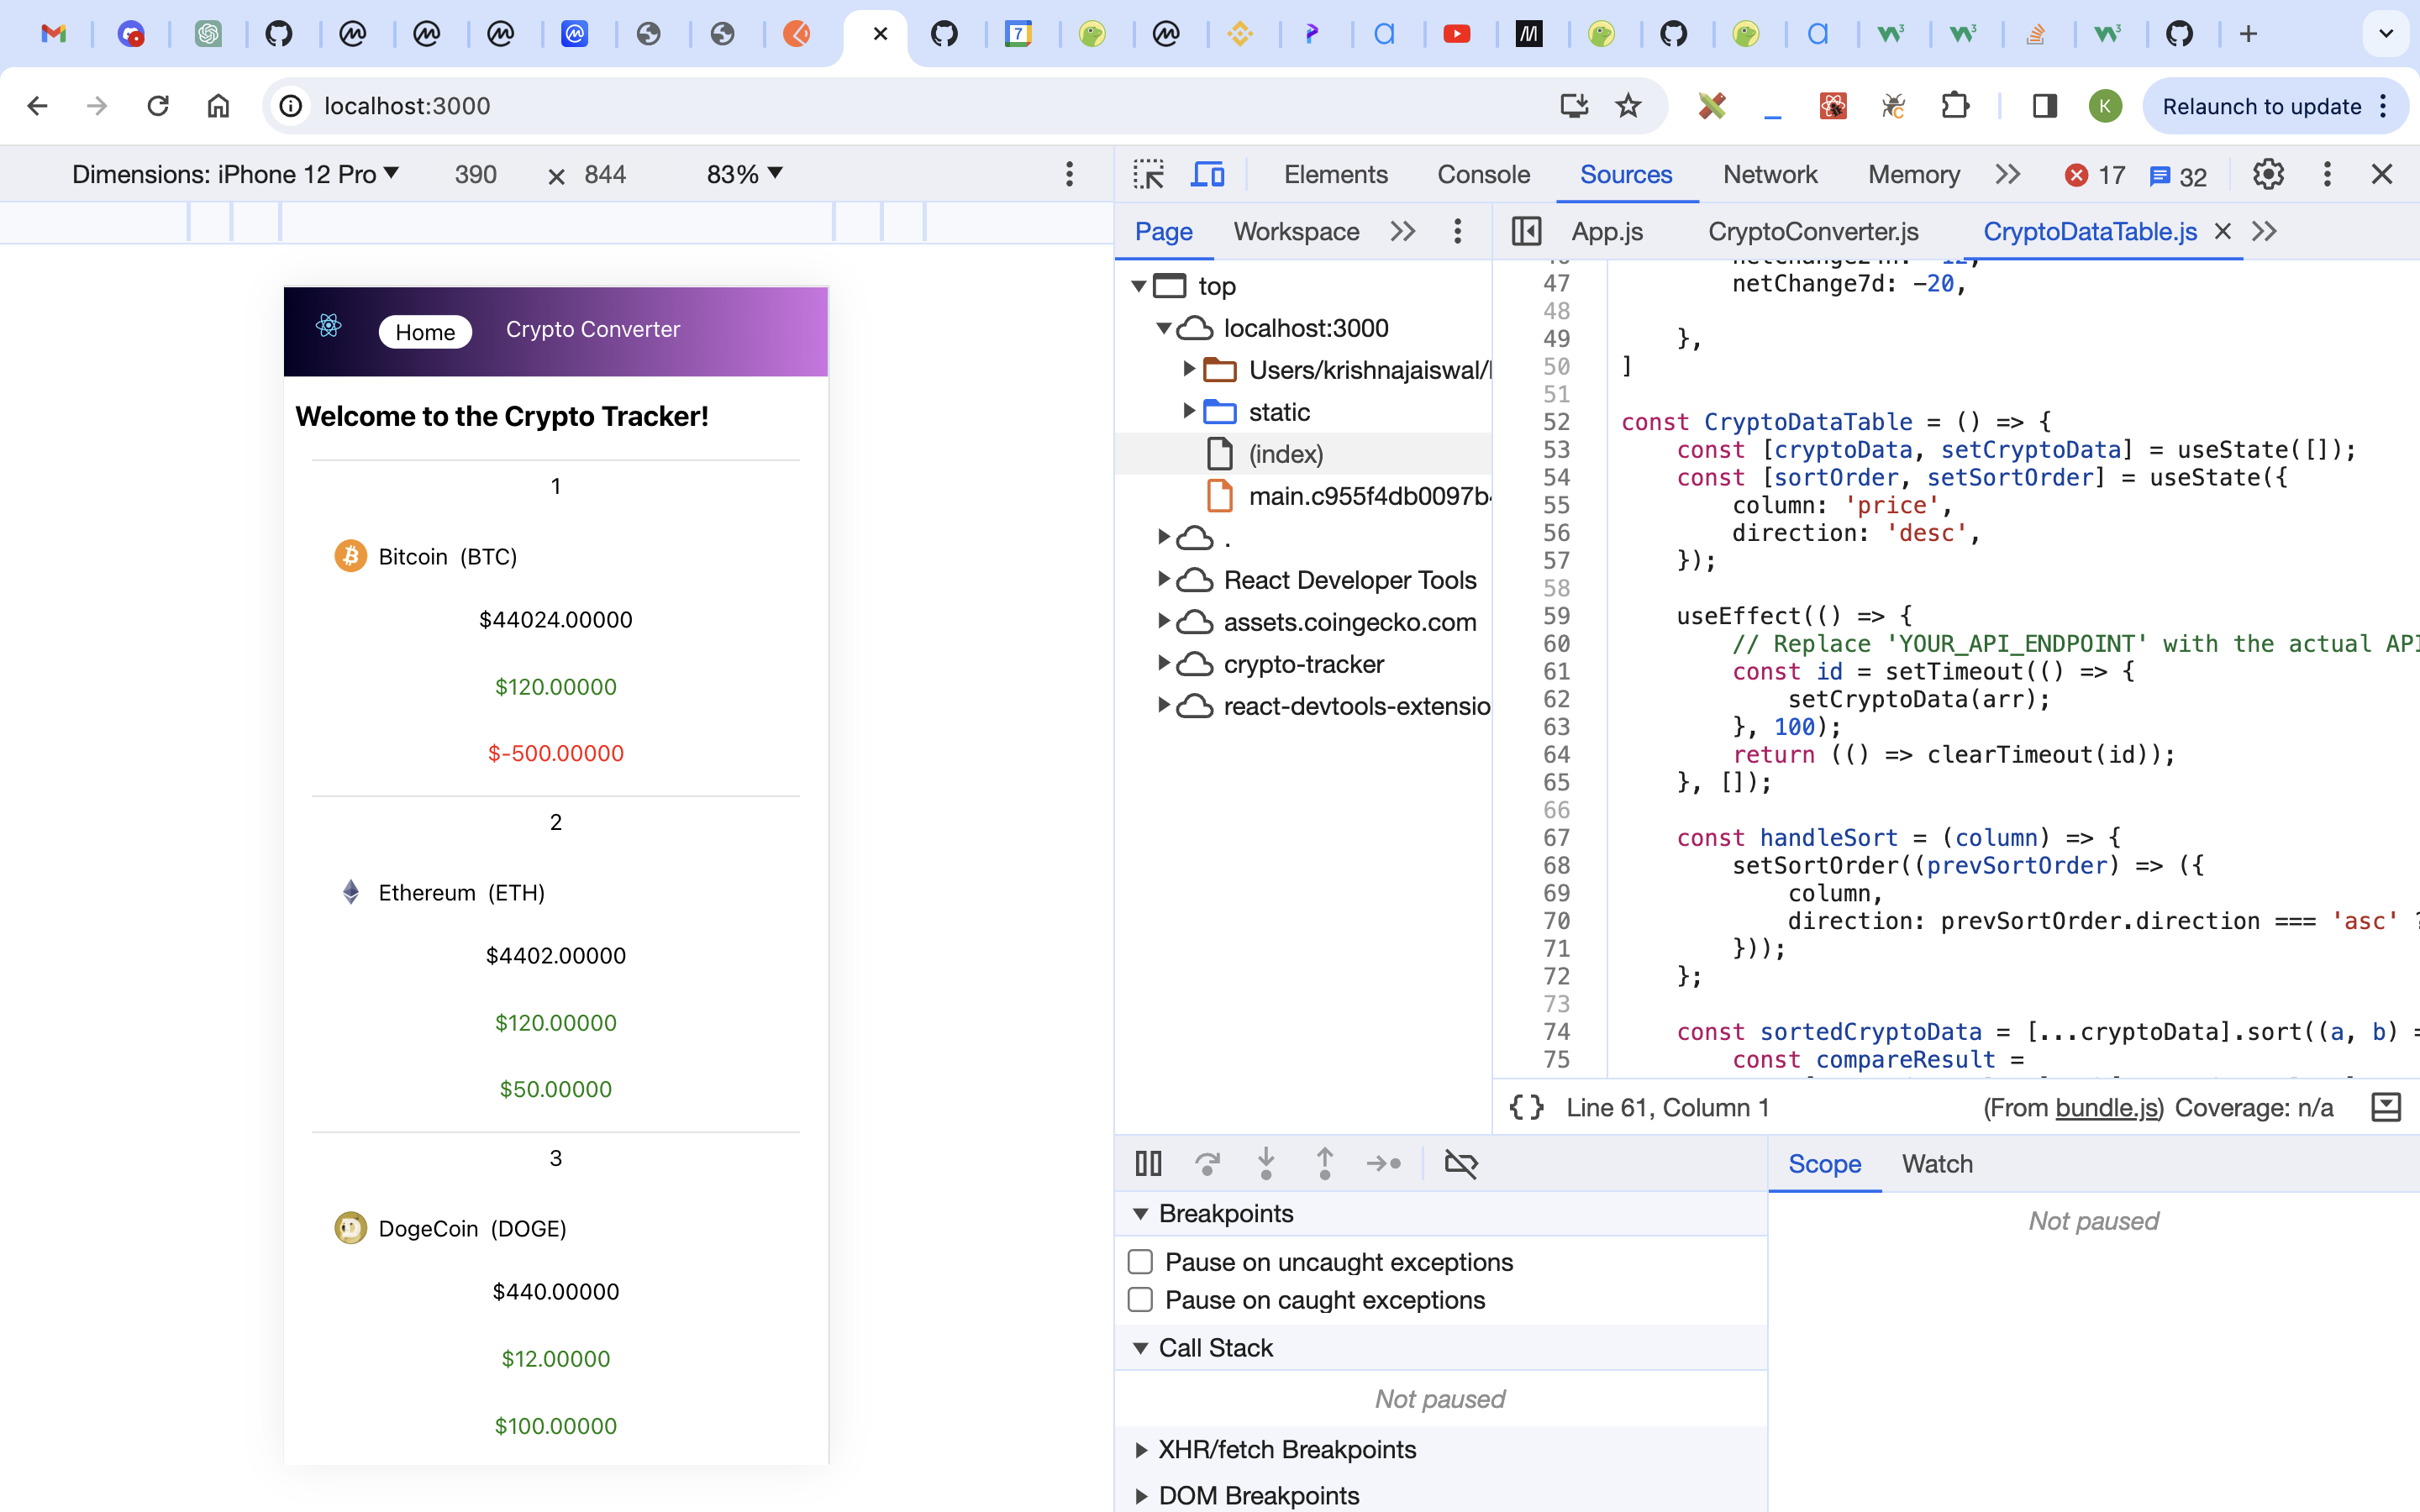 7
localhost:3000
K
Relaunch to update
Dimensions: iPhone 12 Pro
390 × 844
83%
Elements Console Sources Network Memory 17 32
Page Workspace
App.js CryptoConverter.js CryptoDataTable.js
Home Crypto Converter
Welcome to the Crypto Tracker!
1
Bitcoin (BTC)
$44024.00000
$120.00000
$-500.00000
2
Ethereum (ETH)
$4402.00000
$120.00000
$50.00000
3
DogeCoin (DOGE)
$440.00000
$12.00000
$100.00000
top
localhost:3000
Users/krishnajaiswal/
static
(index)
main.c955f4db0097b
.
React Developer Tools
assets.coingecko.com
crypto-tracker
react-devtools-extensio
47 netChange7d: -20,
48
49 },
50 ]
51
52 const CryptoDataTable = () => {
53 const [cryptoData, setCryptoData] = useState([]);
54 const [sortOrder, setSortOrder] = useState({
55 column: 'price',
56 direction: 'desc',
57 });
58
59 useEffect(() => {
60 // Replace 'YOUR_API_ENDPOINT' with the actual API
61 const id = setTimeout(() => {
62 setCryptoData(arr);
63 }, 100);
64 return (() => clearTimeout(id));
65 }, []);
66
67 const handleSort = (column) => {
68 setSortOrder((prevSortOrder) => ({
69 column,
70 direction: prevSortOrder.direction === 'asc' ?
71 }));
72 };
73
74 const sortedCryptoData = [...cryptoData].sort((a, b) =
75 const compareResult =
{ } Line 61, Column 1 (From bundle.js) Coverage: n/a
Breakpoints
Pause on uncaught exceptions
Pause on caught exceptions
Call Stack
Not paused
XHR/fetch Breakpoints
DOM Breakpoints
Scope Watch
Not paused